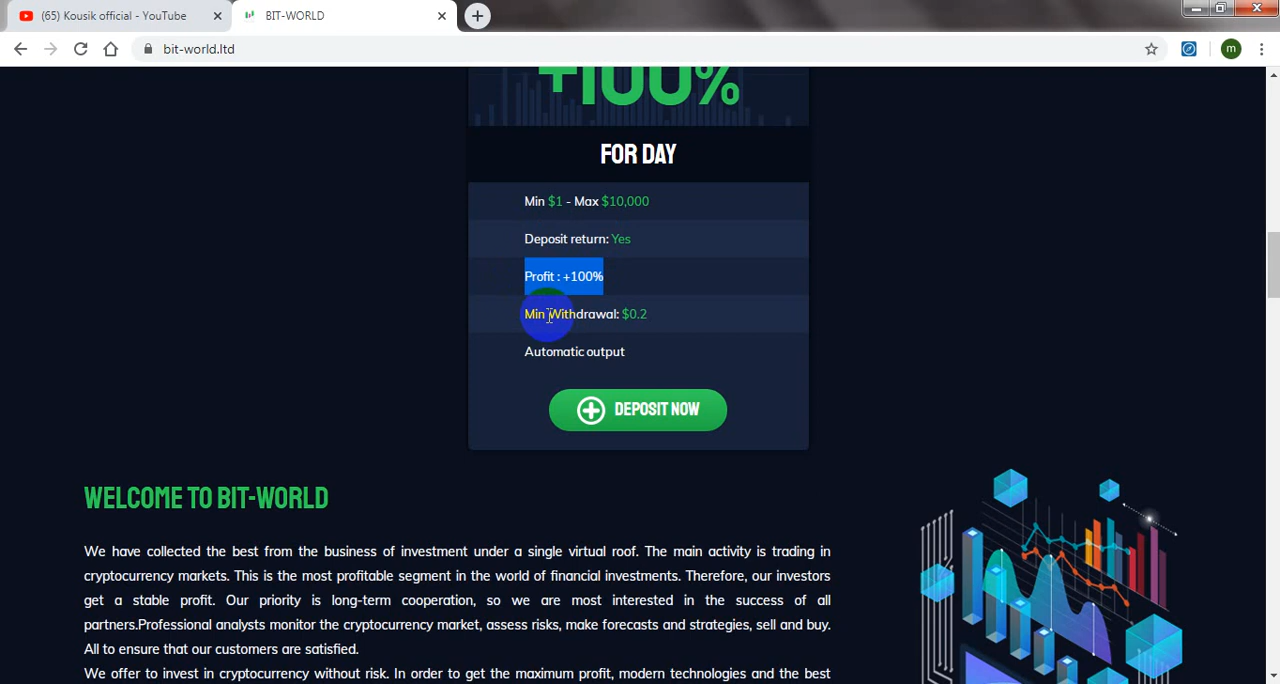 (65) Kousik official - YouTube
BIT-WORLD
bit-world.ltd
m
+100%
FOR DAY
Min $1 - Max $10,000
Deposit return: Yes
Profit : +100%
Min Withdrawal: $0.2
Automatic output
DEPOSIT NOW
WELCOME TO BIT-WORLD
We have collected the best from the business of investment under a single virtual roof. The main activity is trading in
cryptocurrency markets. This is the most profitable segment in the world of financial investments. Therefore, our investors
get a stable profit. Our priority is long-term cooperation, so we are most interested in the success of all
partners.Professional analysts monitor the cryptocurrency market, assess risks, make forecasts and strategies, sell and buy.
All to ensure that our customers are satisfied.
We offer to invest in cryptocurrency without risk. In order to get the maximum profit, modern technologies and the best